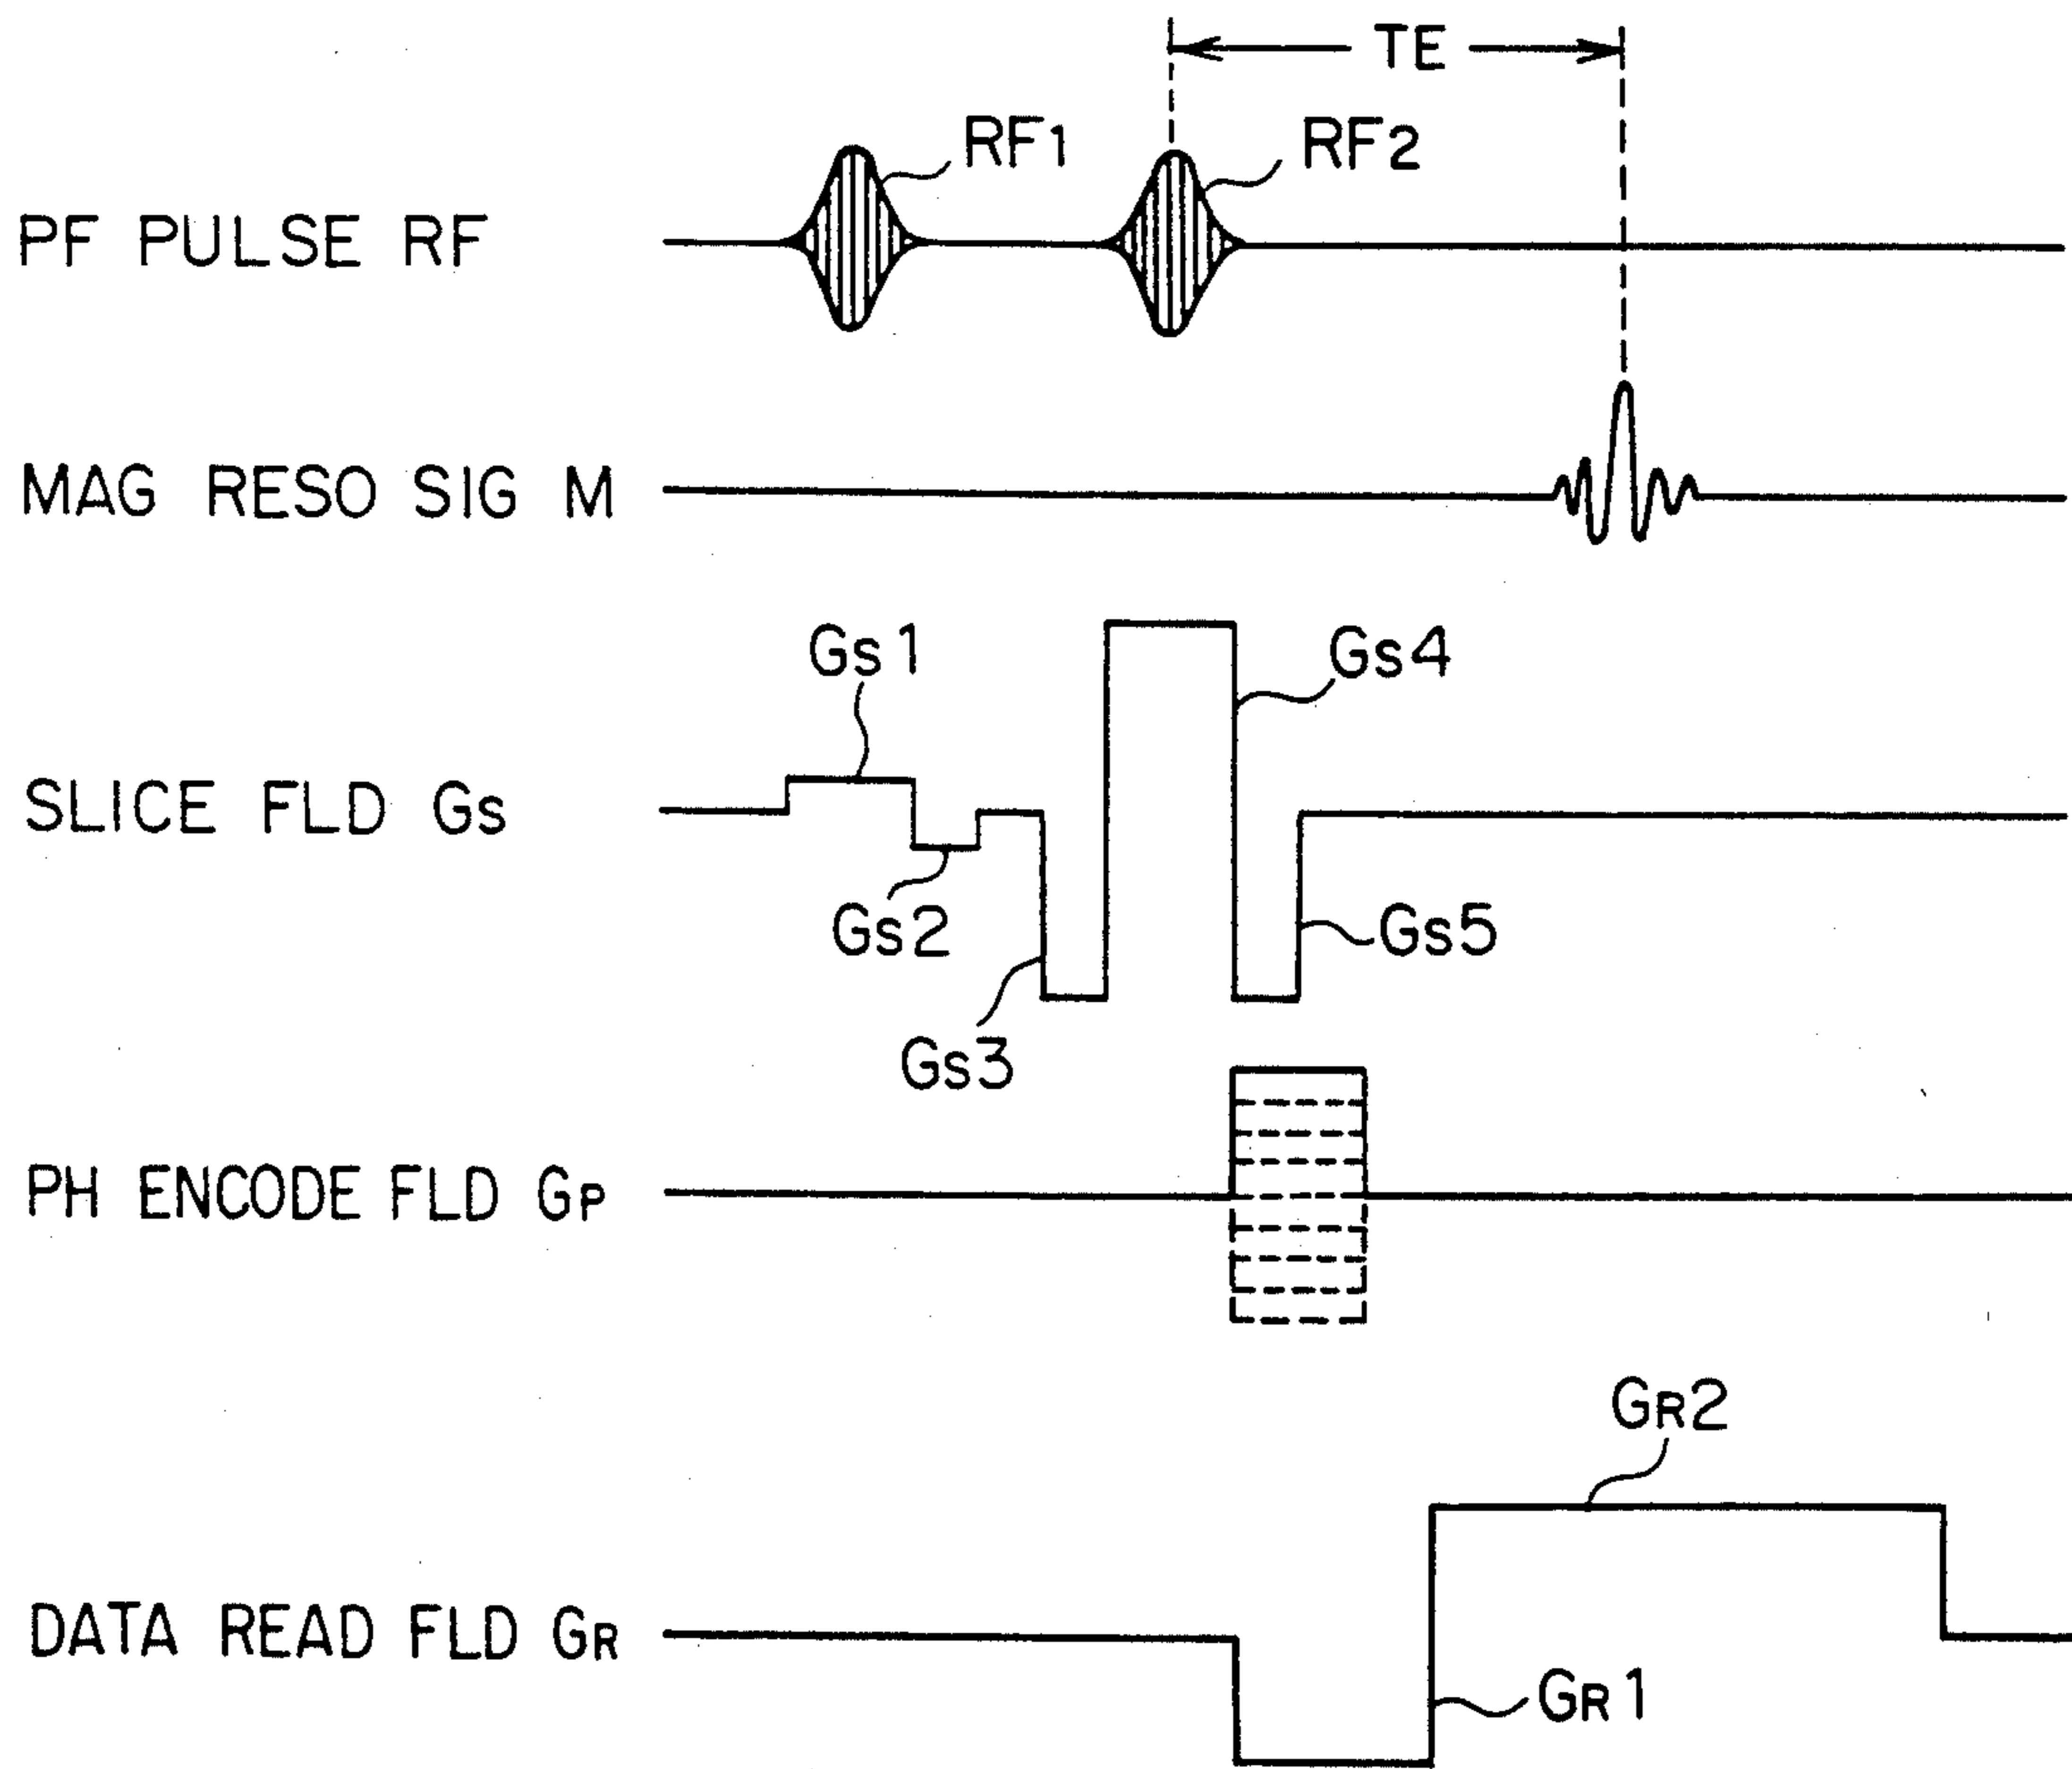 TE
RF1
RF2
PF PULSE RF
MAG RESO SIG M
Gs1
Gs4
SLICE FLD Gs
Gs2
Gs5
Gs3
PH ENCODE FLD GP
GR2
DATA READ FLD GR
GR1